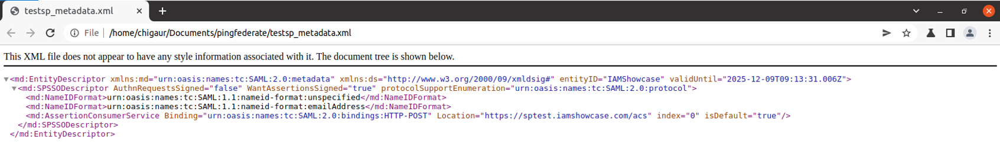 testsp_metadata.xml
File /home/chigaur/Documents/pingfederate/testsp_metadata.xml
This XML file does not appear to have any style information associated with it. The document tree is shown below.
<md:EntityDescriptor xmlns:md="urn:oasis:names:tc:SAML:2.0:metadata" xmlns:ds="http://www.w3.org/2000/09/xmldsig#" entityID="IAMShowcase" validUntil="2025-12-09T09:13:31.006Z">
<md:SPSSODescriptor AuthnRequestsSigned="false" WantAssertionsSigned="true" protocolSupportEnumeration="urn:oasis:names:tc:SAML:2.0:protocol">
<md:NameIDFormat>urn:oasis:names:tc:SAML:1.1:nameid-format:unspecified</md:NameIDFormat>
<md:NameIDFormat>urn:oasis:names:tc:SAML:1.1:nameid-format:emailAddress</md:NameIDFormat>
<md:AssertionConsumerService Binding="urn:oasis:names:tc:SAML:2.0:bindings:HTTP-POST" Location="https://sptest.iamshowcase.com/acs" index="0" isDefault="true"/>
</md:SPSSODescriptor>
</md:EntityDescriptor>